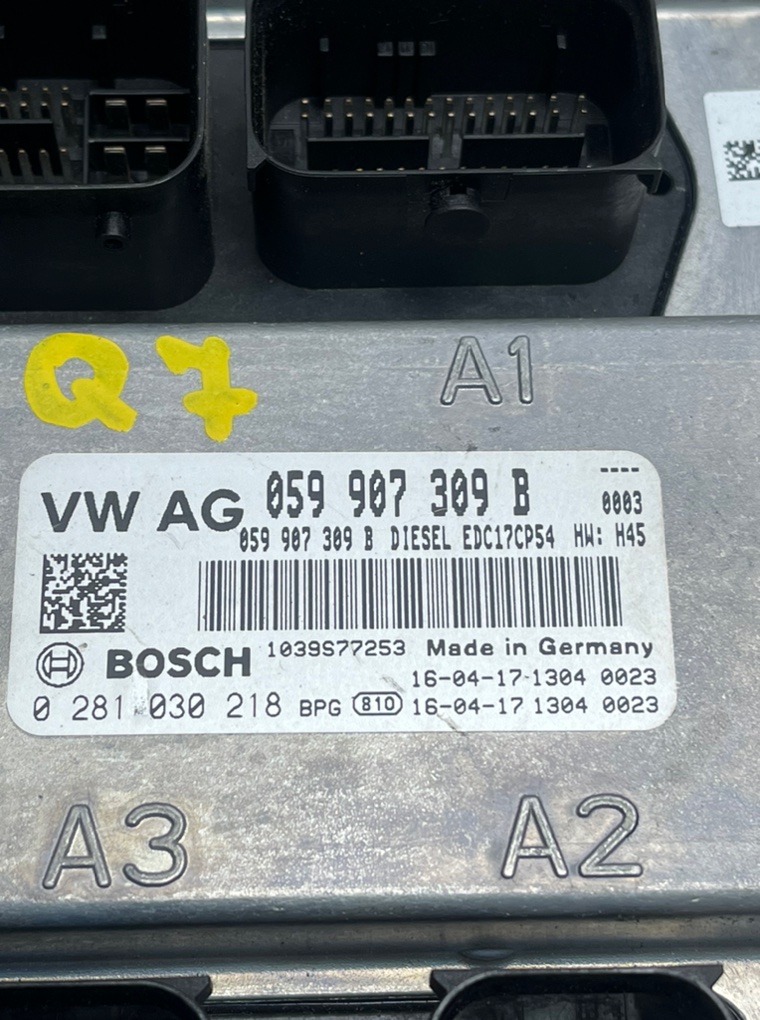 Q7
A1
VW AG 059 907 309 B ----
0003
059 907 309 B DIESEL EDC17CP54 HW: H45
BOSCH 1039S77253 Made in Germany
16-04-17 1304 0023
0 281 030 218 BPG 810 16-04-17 1304 0023
A3 A2